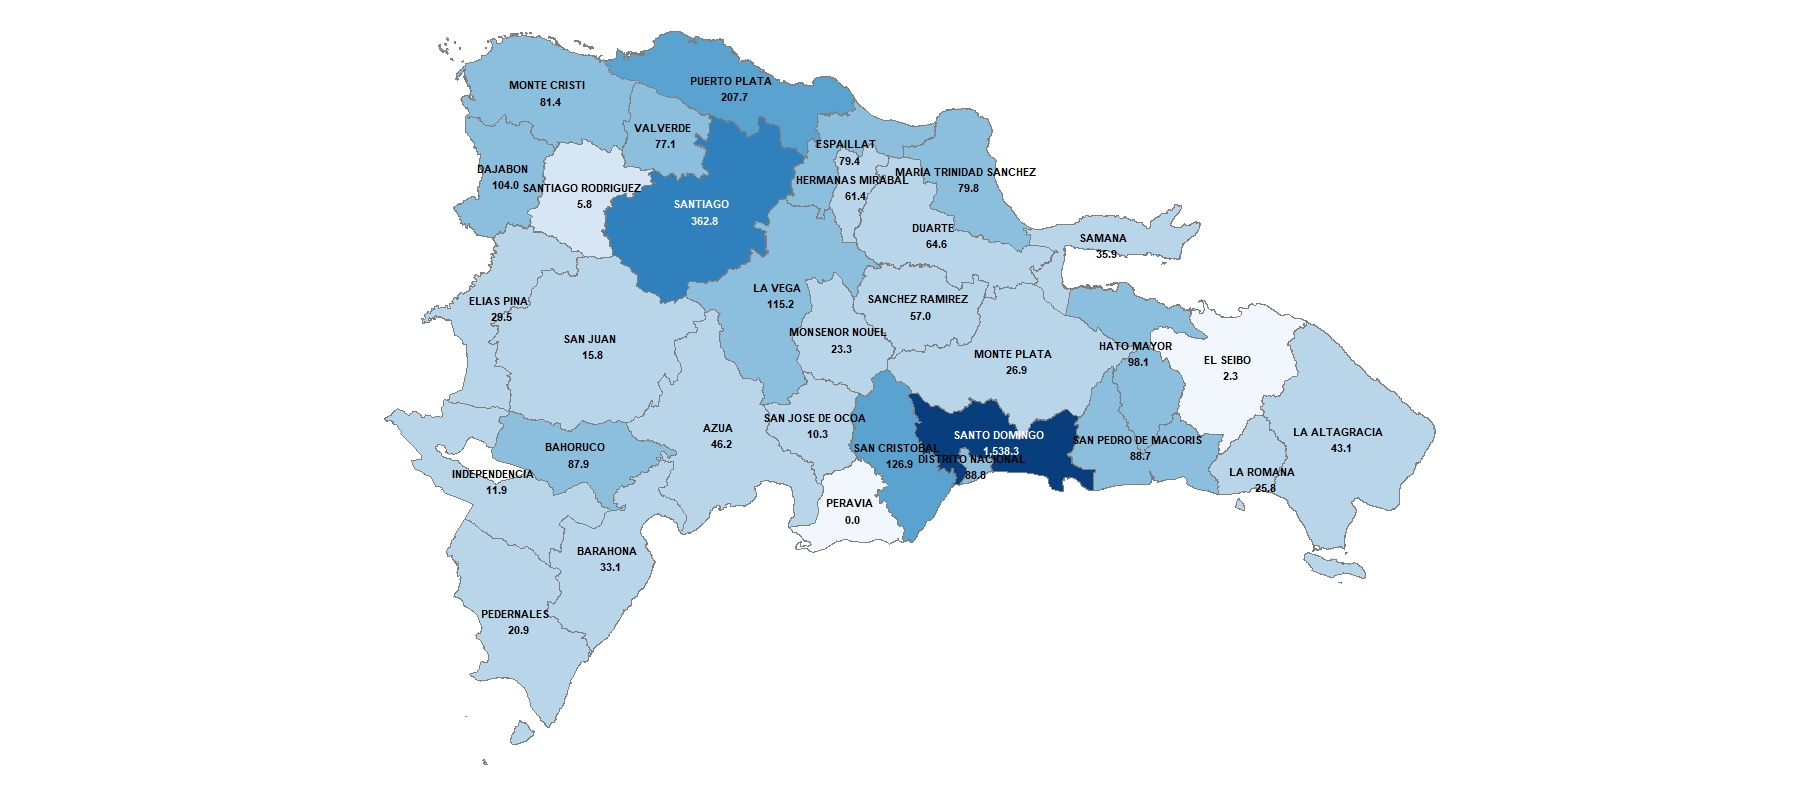 PUERTO PLATA
207.7
MONTE CRISTI
81.4
VALVERDE
77.1
ESPAILLAT
79.4
DAJABON
104.0
SANTIAGO RODRIGUEZ
5.8
HERMANAS MIRABAL
61.4
MARIA TRINIDAD SANCHEZ
79.8
SANTIAGO
362.8
DUARTE
64.6
SAMANA
35.9
LA VEGA
115.2
ELIAS PINA
29.5
SANCHEZ RAMIREZ
57.0
SAN JUAN
15.8
MONSENOR NOUEL
23.3
MONTE PLATA
26.9
HATO MAYOR
98.1
EL SEIBO
2.3
SAN JOSE DE OCOA
10.3
AZUA
46.2
SANTO DOMINGO
1,538.3
SAN PEDRO DE MACORIS
88.7
LA ALTAGRACIA
43.1
BAHORUCO
87.9
SAN CRISTOBAL
126.9
DISTRITO NACIONAL
88.8
INDEPENDENCIA
11.9
LA ROMANA
25.8
PERAVIA
0.0
BARAHONA
33.1
PEDERNALES
20.9